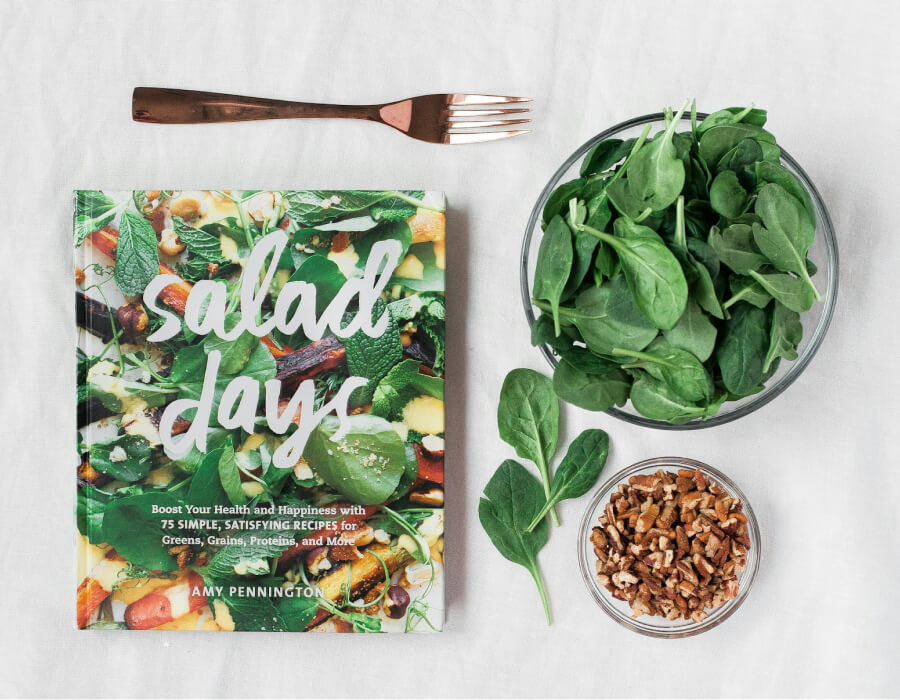 salad
days
Boost Your Health and Happiness with
75 SIMPLE, SATISFYING RECIPES for
Greens, Grains, Proteins, and More
AMY PENNINGTON